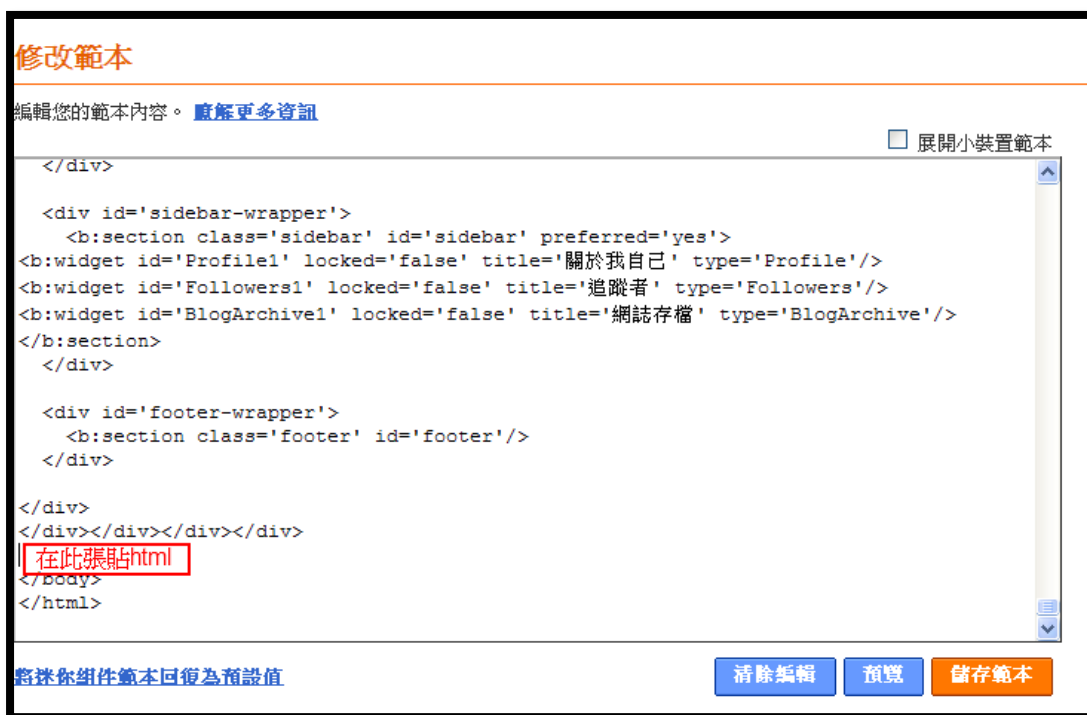 修改範本
編輯您的範本內容。 瞭解更多資訊
展開小裝置範本
</div>
<div id='sidebar-wrapper'>
<b:section class='sidebar' id='sidebar' preferred='yes'>
<b:widget id='Profile1' locked='false' title='關於我自己' type='Profile'/>
<b:widget id='Followers1' locked='false' title='追蹤者' type='Followers'/>
<b:widget id='BlogArchive1' locked='false' title='網誌存檔' type='BlogArchive'/>
</b:section>
</div>
<div id='footer-wrapper'>
<b:section class='footer' id='footer'/>
</div>
</div>
</div></div></div></div>
在此張貼html
</body>
</html>
將迷你組件範本回復為預設值
清除編輯 預覽 儲存範本